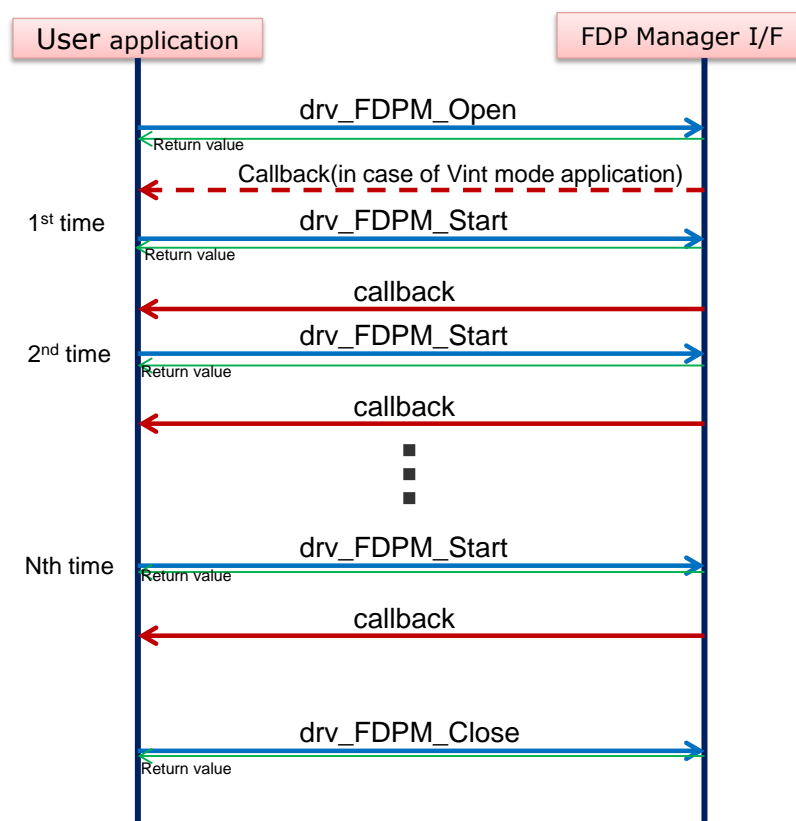 User application
FDP Manager I/F
drv_FDPM_Open
Return value
Callback(in case of Vint mode application)
1st time
drv_FDPM_Start
Return value
callback
2nd time
drv_FDPM_Start
Return value
callback
Nth time
drv_FDPM_Start
Return value
callback
drv_FDPM_Close
Return value